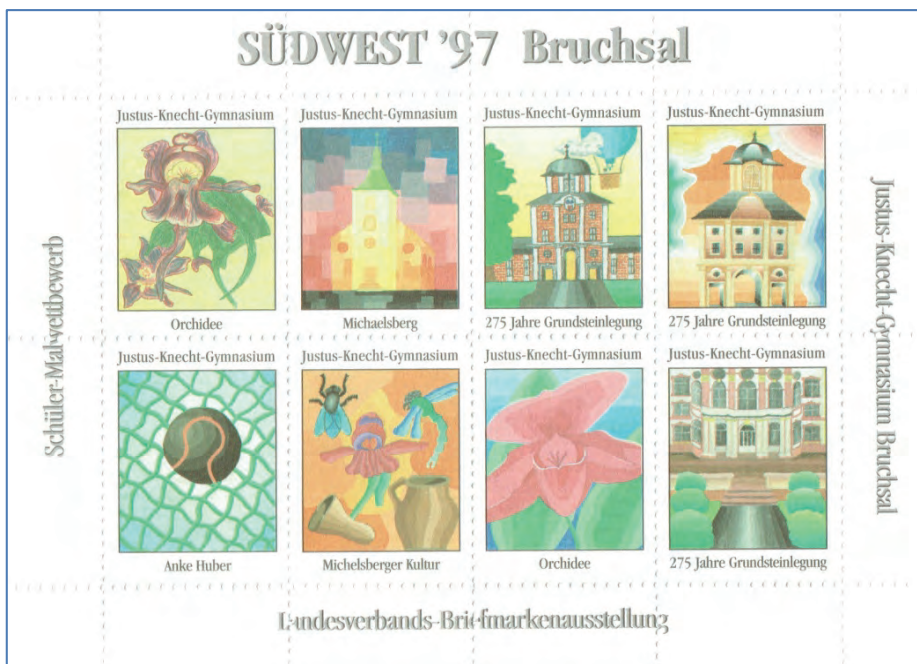 SÜDWEST '97 Bruchsal
Schüler-Malwettbewerb
Justus-Knecht-Gymnasium
Orchidee
Justus-Knecht-Gymnasium
Michaelsberg
Justus-Knecht-Gymnasium
275 Jahre Grundsteinlegung
Justus-Knecht-Gymnasium
275 Jahre Grundsteinlegung
Justus-Knecht-Gymnasium
Anke Huber
Justus-Knecht-Gymnasium
Michelsberger Kultur
Justus-Knecht-Gymnasium
Orchidee
Justus-Knecht-Gymnasium
275 Jahre Grundsteinlegung
Justus-Knecht-Gymnasium Bruchsal
Landesverbands-Briefmarkenausstellung